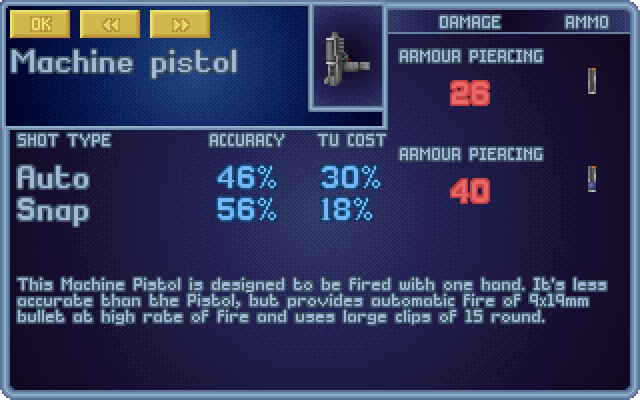 OK << >>
Machine pistol
DAMAGE AMMO
ARMOUR PIERCING
26
SHOT TYPE ACCURACY TU COST
ARMOUR PIERCING
Auto 46% 30%
40
Snap 56% 18%
This Machine Pistol is designed to be fired with one hand. It's less
accurate than the Pistol, but provides automatic fire of 9x19mm
bullet at high rate of fire and uses large clips of 15 round.